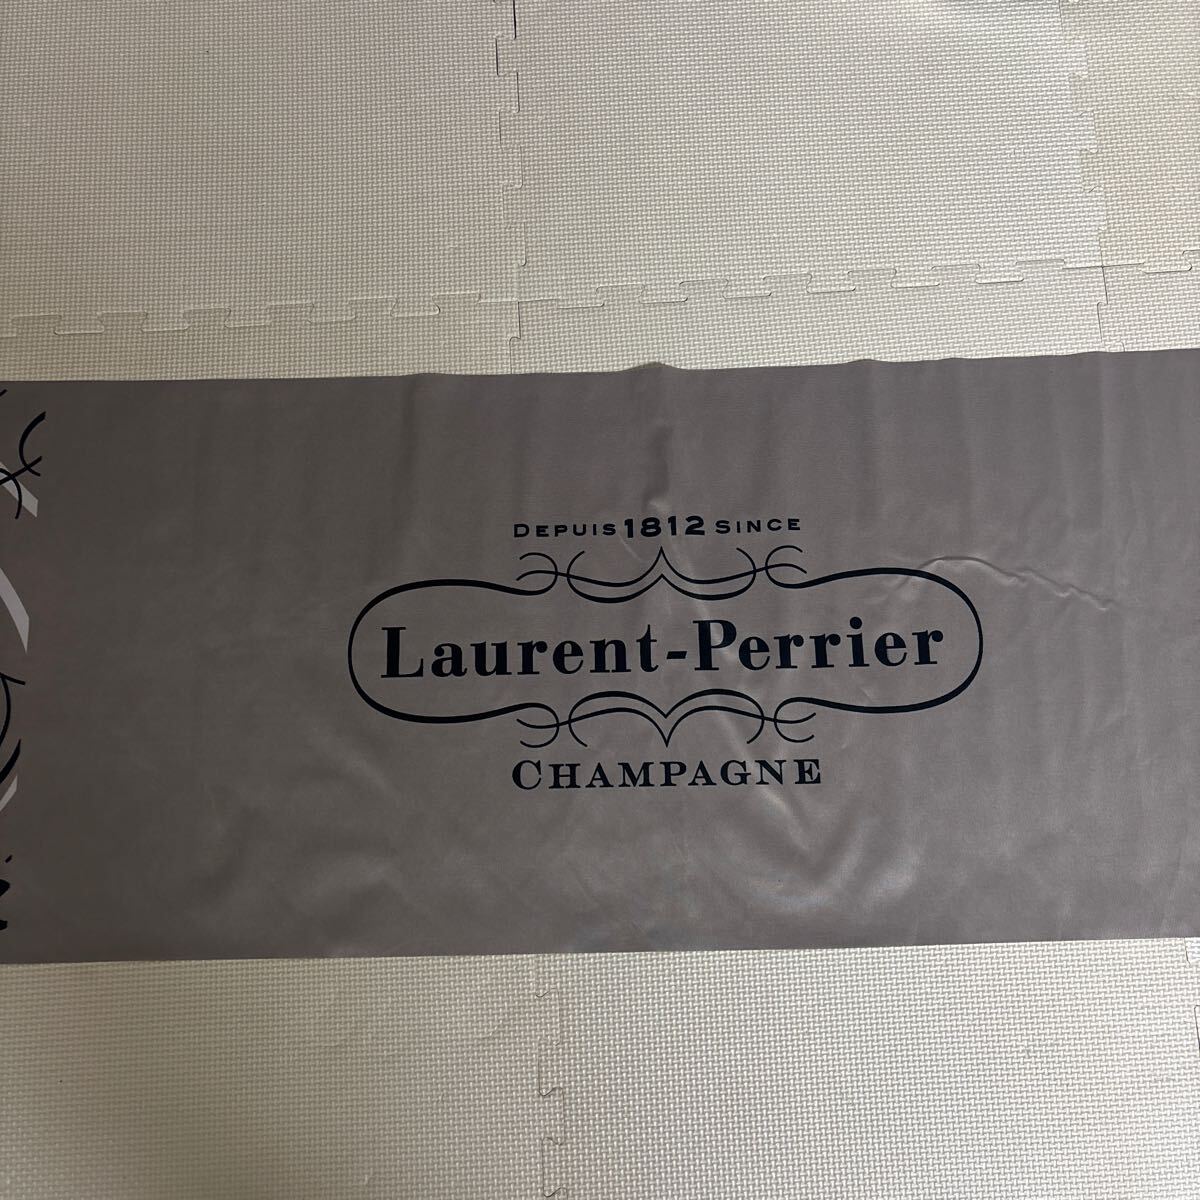 DEPUIS 1812 SINCE
Laurent-Perrier
CHAMPAGNE